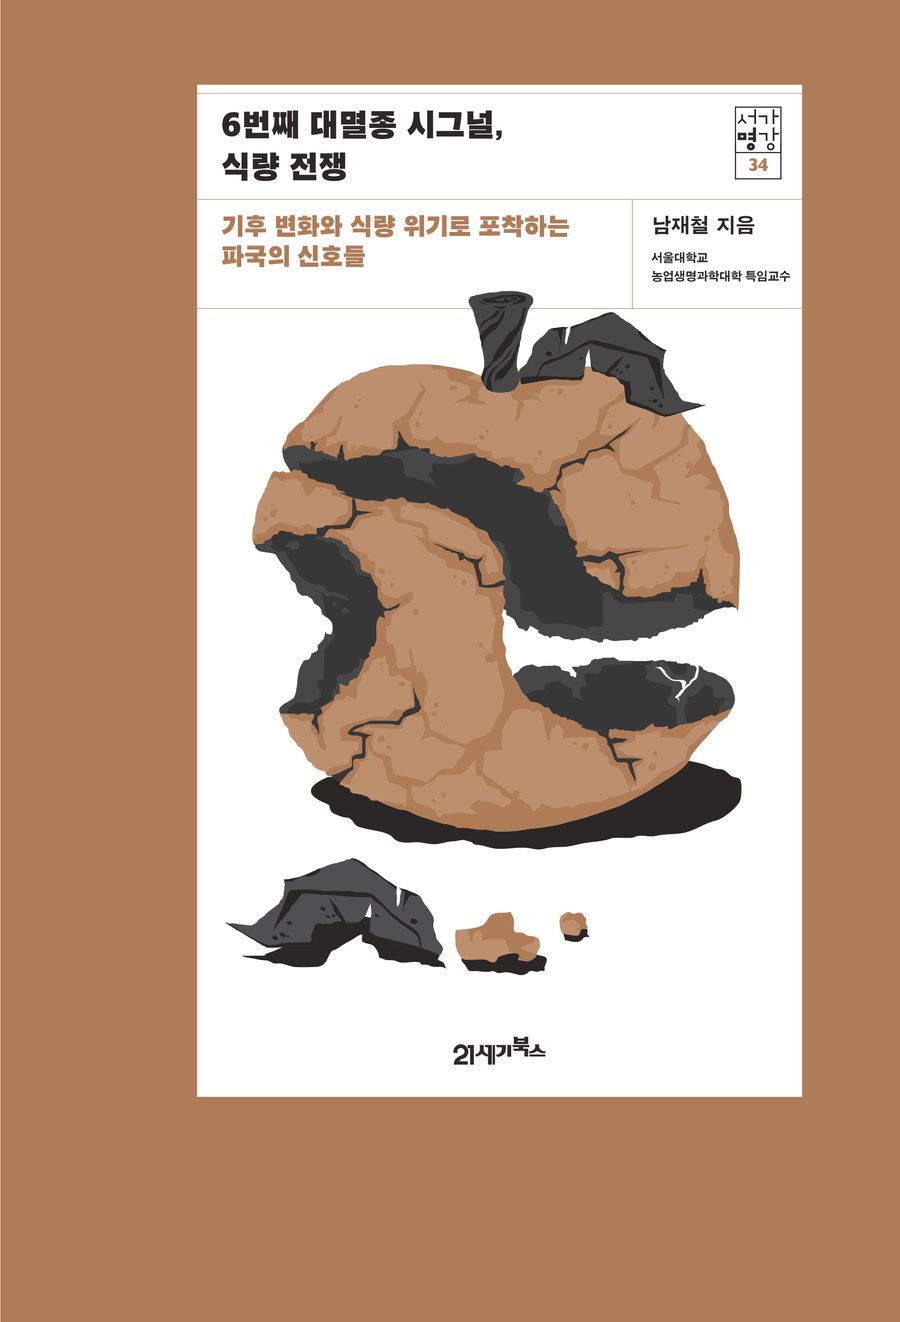 6번째 대멸종 시그널,
식량 전쟁
서가
명강
34
기후 변화와 식량 위기로 포착하는
파국의 신호들
남재철 지음
서울대학교
농업생명과학대학 특임교수
21세기북스